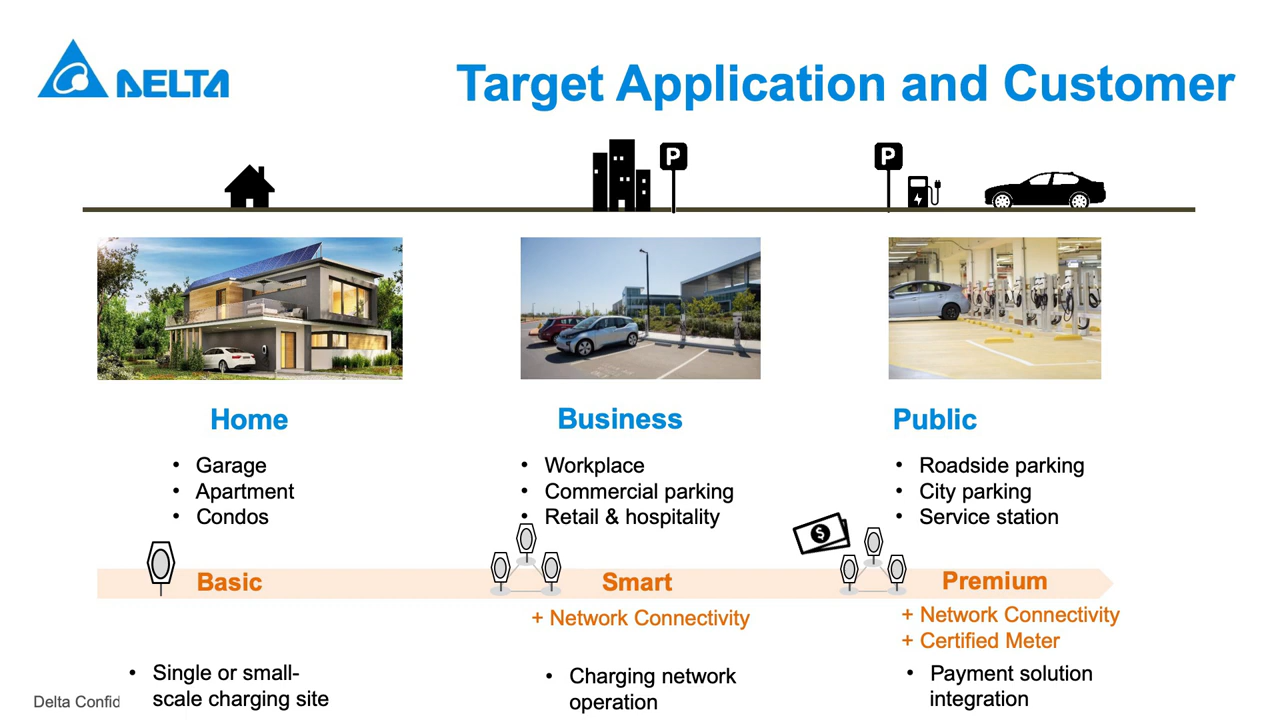 DELTA
Target Application and Customer
P
P
Home
• Garage
• Apartment
• Condos
Business
• Workplace
• Commercial parking
• Retail & hospitality
Public
• Roadside parking
• City parking
• Service station
$
Basic
Smart
Premium
+ Network Connectivity
+ Network Connectivity
+ Certified Meter
• Single or small-
scale charging site
• Charging network
operation
• Payment solution
integration
Delta Confid